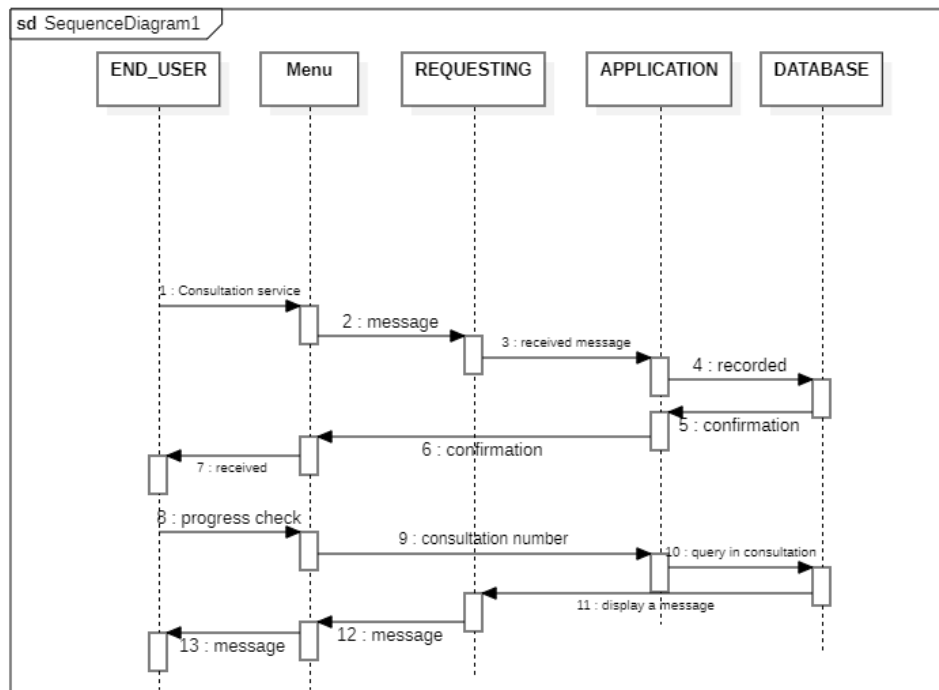 sd SequenceDiagram1
END_USER
Menu
REQUESTING
APPLICATION
DATABASE
1 : Consultation service
2 : message
3 : received message
4 : recorded
5 : confirmation
6 : confirmation
7 : received
8 : progress check
9 : consultation number
10 : query in consultation
11 : display a message
12 : message
13 : message